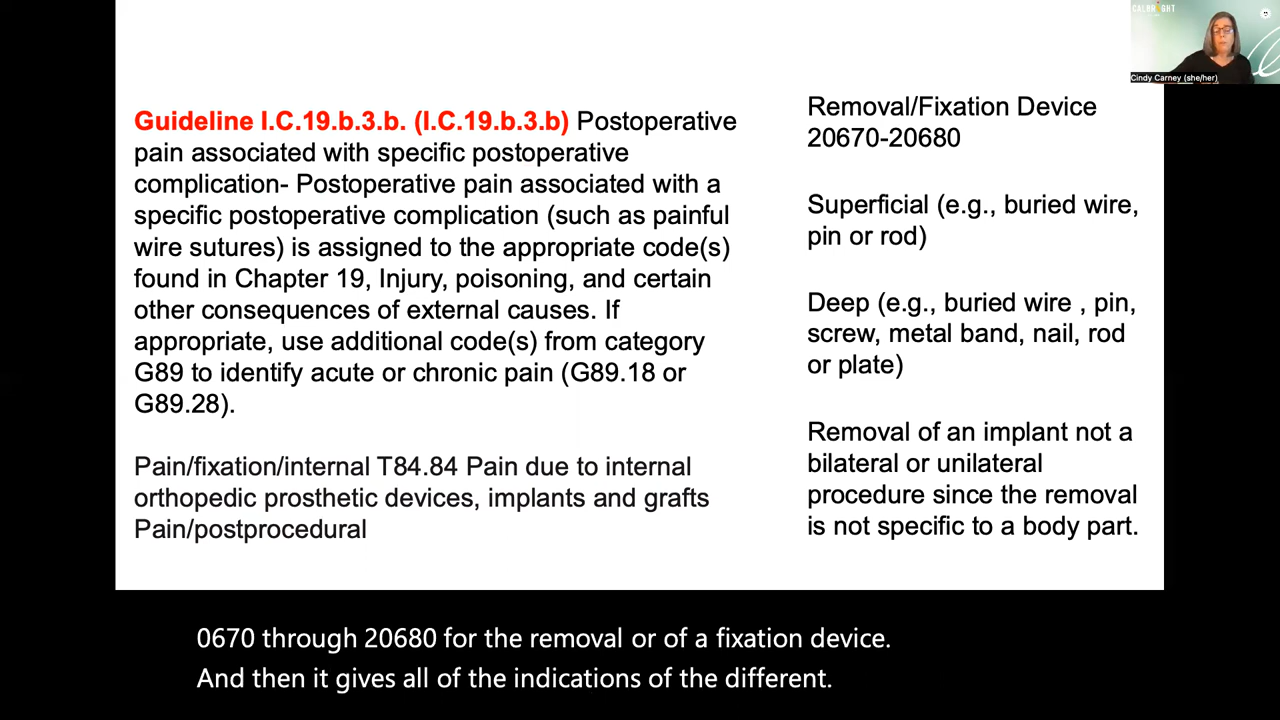 CALBRIGHT
Cindy Carney (she/her)
Guideline I.C.19.b.3.b. (I.C.19.b.3.b) Postoperative
pain associated with specific postoperative
complication- Postoperative pain associated with a
specific postoperative complication (such as painful
wire sutures) is assigned to the appropriate code(s)
found in Chapter 19, Injury, poisoning, and certain
other consequences of external causes. If
appropriate, use additional code(s) from category
G89 to identify acute or chronic pain (G89.18 or
G89.28).
Pain/fixation/internal T84.84 Pain due to internal
orthopedic prosthetic devices, implants and grafts
Pain/postprocedural
Removal/Fixation Device
20670-20680
Superficial (e.g., buried wire,
pin or rod)
Deep (e.g., buried wire , pin,
screw, metal band, nail, rod
or plate)
Removal of an implant not a
bilateral or unilateral
procedure since the removal
is not specific to a body part.
0670 through 20680 for the removal or of a fixation device.
And then it gives all of the indications of the different.